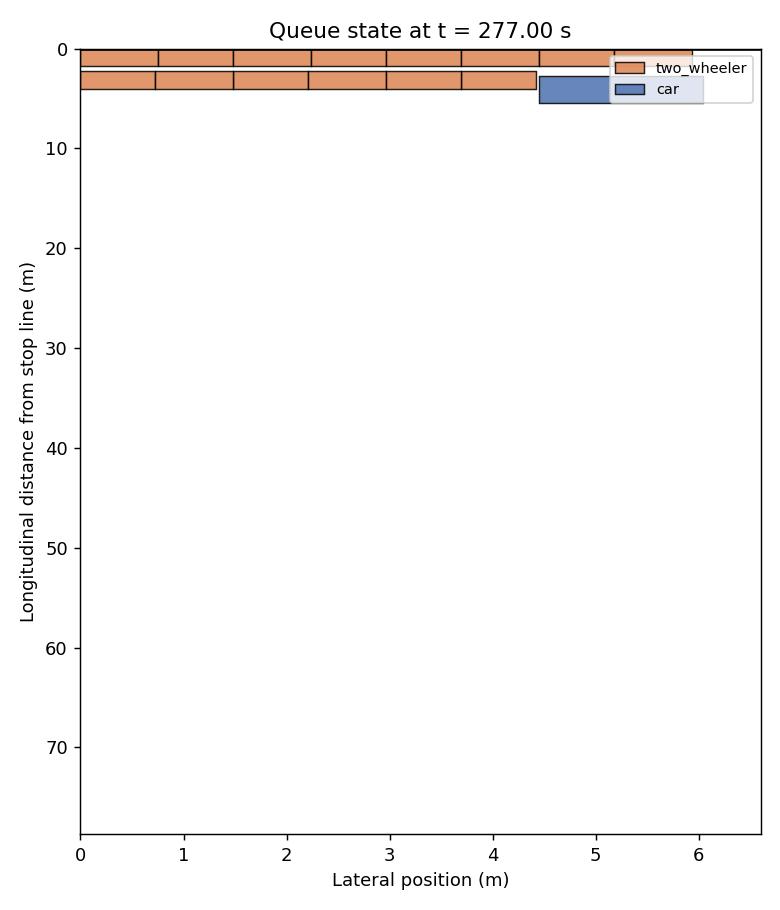 Queue state at t = 277.00 s
two_wheeler
car
0
10
20
30
40
50
60
70
Longitudinal distance from stop line (m)
0 1 2 3 4 5 6
Lateral position (m)